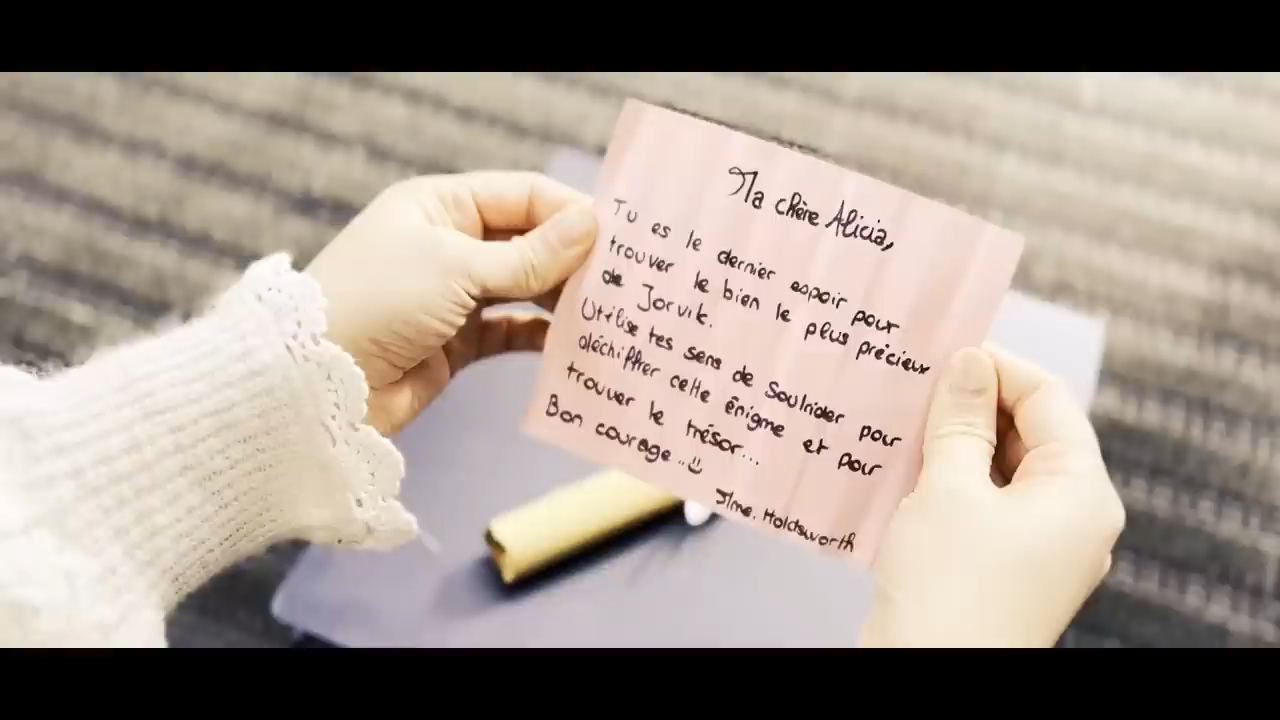 Ma chère Alicia,
Tu es le dernier espoir pour
trouver le bien le plus précieux
de Jorvik.
Utilise tes sens de Soulrider pour
déchiffrer cette énigme et pour
trouver le trésor...
Bon courage..
Mme. Holdsworth